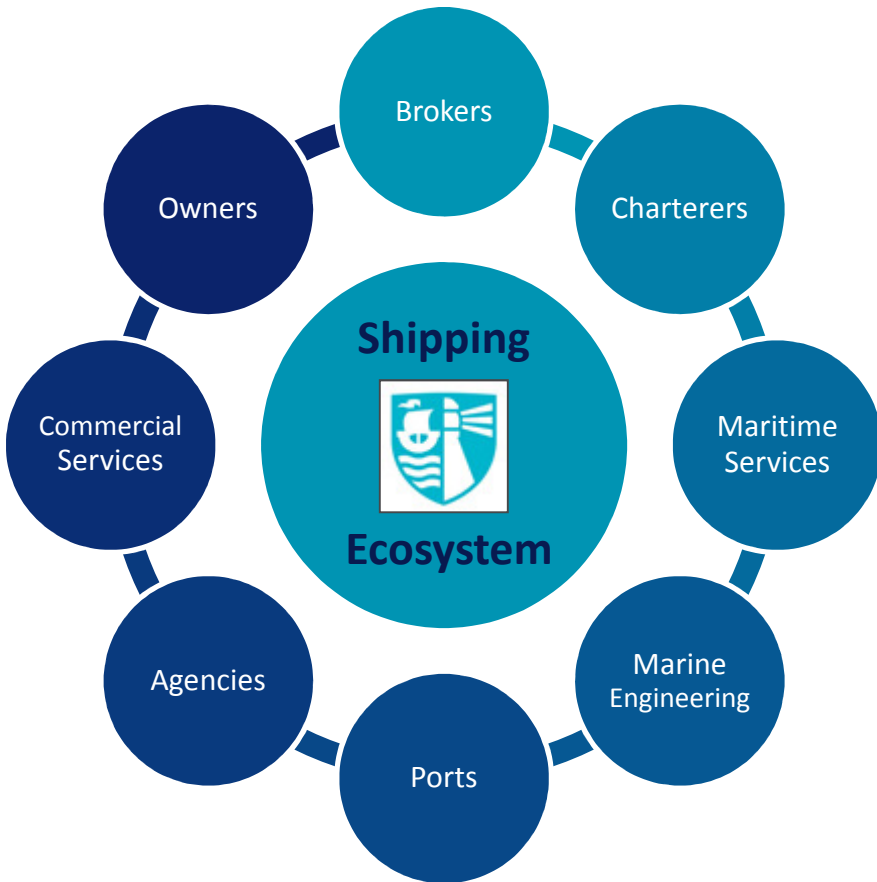 Brokers
Charterers
Maritime
Services
Marine
Engineering
Ports
Agencies
Commercial
Services
Owners
Shipping
Ecosystem